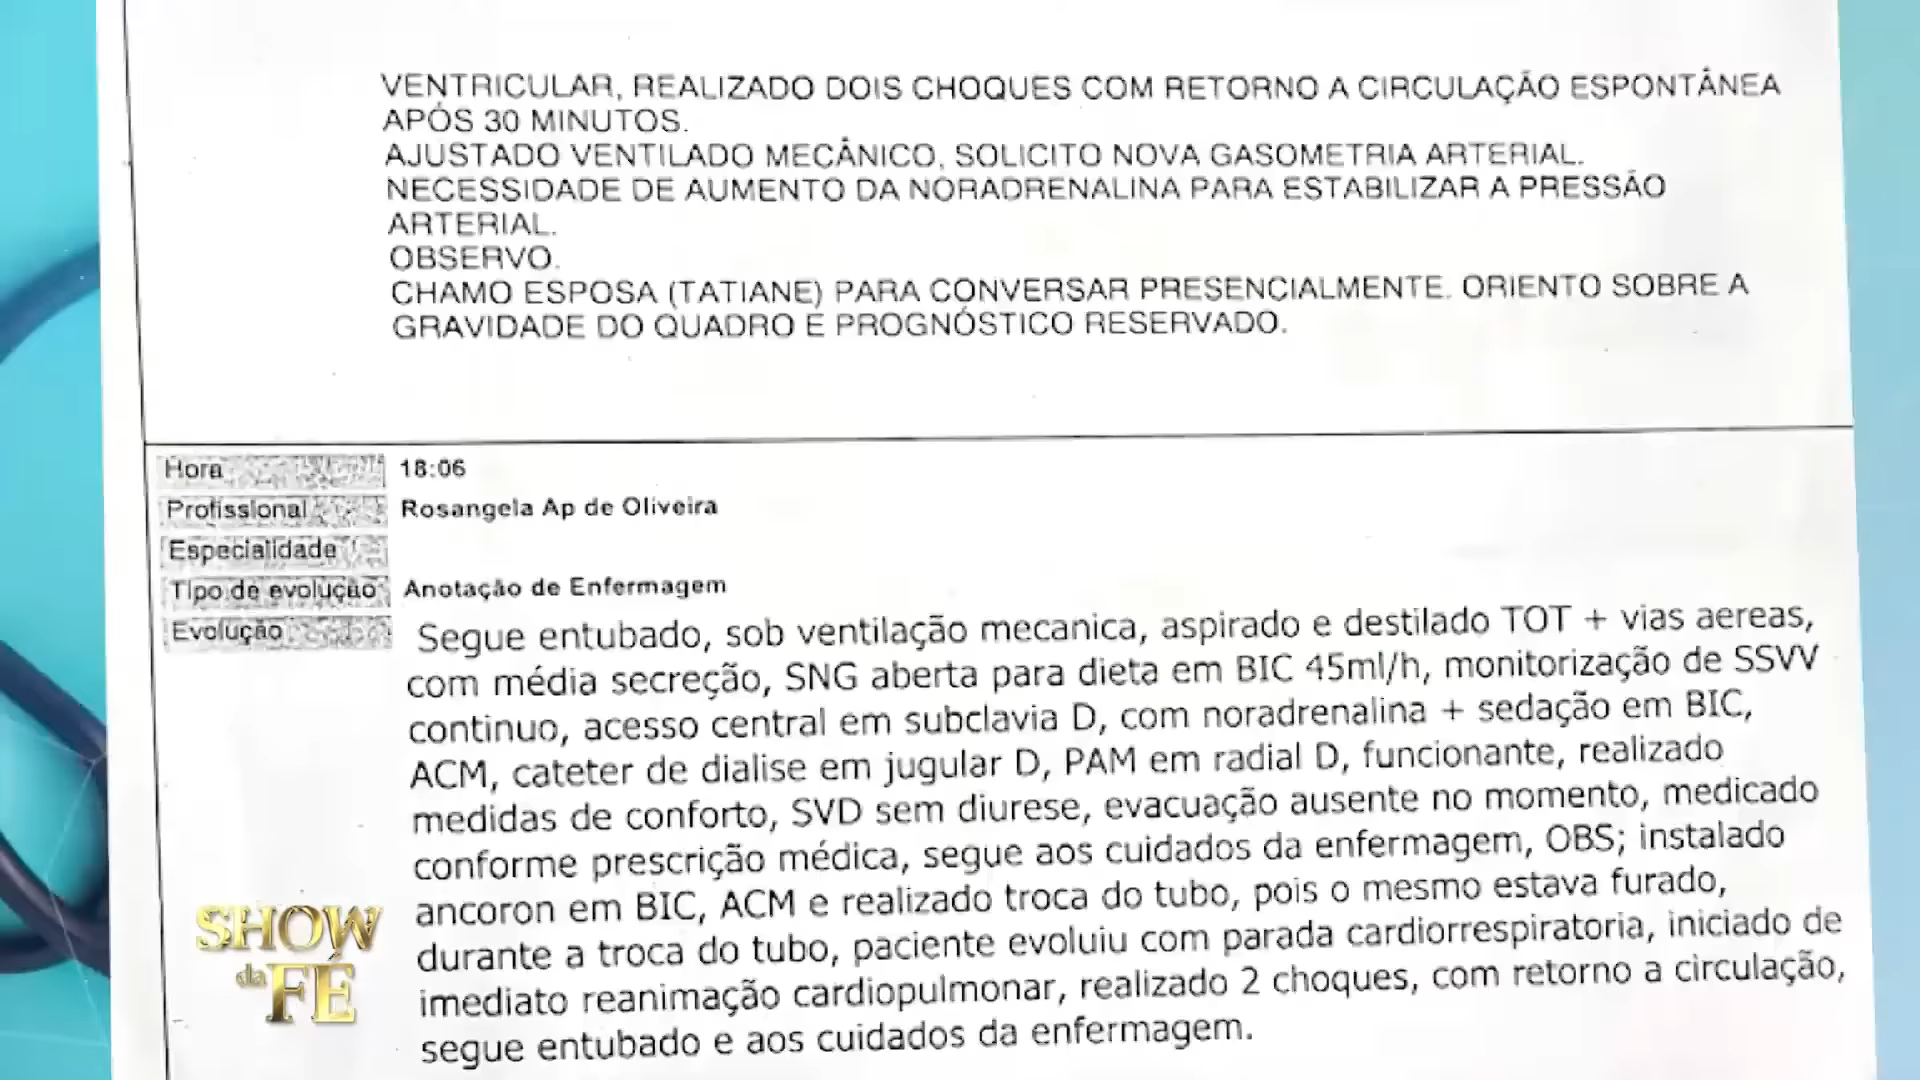 VENTRICULAR, REALIZADO DOIS CHOQUES COM RETORNO A CIRCULAÇÃO ESPONTÂNEA
APÓS 30 MINUTOS.
AJUSTADO VENTILADO MECÂNICO, SOLICITO NOVA GASOMETRIA ARTERIAL.
NECESSIDADE DE AUMENTO DA NORADRENALINA PARA ESTABILIZAR A PRESSÃO
ARTERIAL.
OBSERVO.
CHAMO ESPOSA (TATIANE) PARA CONVERSAR PRESENCIALMENTE. ORIENTO SOBRE A
GRAVIDADE DO QUADRO E PROGNÓSTICO RESERVADO.
Hora 18:06
Profissional Rosangela Ap de Oliveira
Especialidade
Tipo de evolução Anotação de Enfermagem
Evolução Segue entubado, sob ventilação mecanica, aspirado e destilado TOT + vias aereas,
com média secreção, SNG aberta para dieta em BIC 45ml/h, monitorização de SSVV
continuo, acesso central em subclavia D, com noradrenalina + sedação em BIC,
ACM, cateter de dialise em jugular D, PAM em radial D, funcionante, realizado
medidas de conforto, SVD sem diurese, evacuação ausente no momento, medicado
conforme prescrição médica, segue aos cuidados da enfermagem, OBS; instalado
ancoron em BIC, ACM e realizado troca do tubo, pois o mesmo estava furado,
durante a troca do tubo, paciente evoluiu com parada cardiorrespiratoria, iniciado de
imediato reanimação cardiopulmonar, realizado 2 choques, com retorno a circulação,
segue entubado e aos cuidados da enfermagem.
SHOW
da FÉ